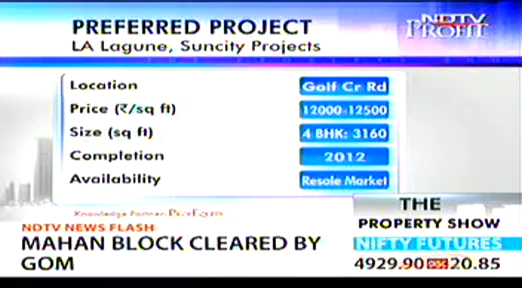 PREFERRED PROJECT
LA Lagune, Suncity Projects
NDTV
PROFIT
Location Golf Cr Rd
Price (₹/sq ft) 12000-12500
Size (sq ft) 4 BHK: 3160
Completion 2012
Availability Resale Market
Knowledge Partner:
NDTV NEWS FLASH
MAHAN BLOCK CLEARED BY
GOM
THE
PROPERTY SHOW
NIFTY FUTURES
4929.90 20.85